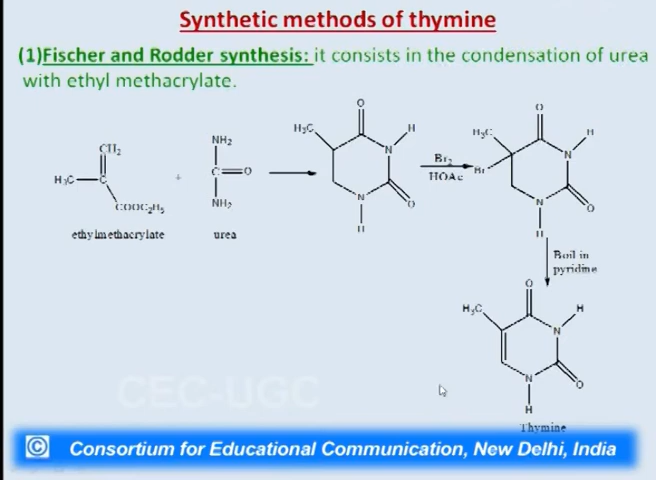 Synthetic methods of thymine
(1)Fischer and Rodder synthesis: it consists in the condensation of urea
with ethyl methacrylate.
CH2
H3C C
COOC2H5
ethylmethacrylate
+
NH2
C O
NH2
urea
O
H3C
H
N
O
N
H
Br2
HOAc
O
H3C
H
Br
N
O
N
H
Boil in
pyridine
O
H3C
H
N
O
N
H
Thymine
CEC-UGC
© Consortium for Educational Communication, New Delhi, India